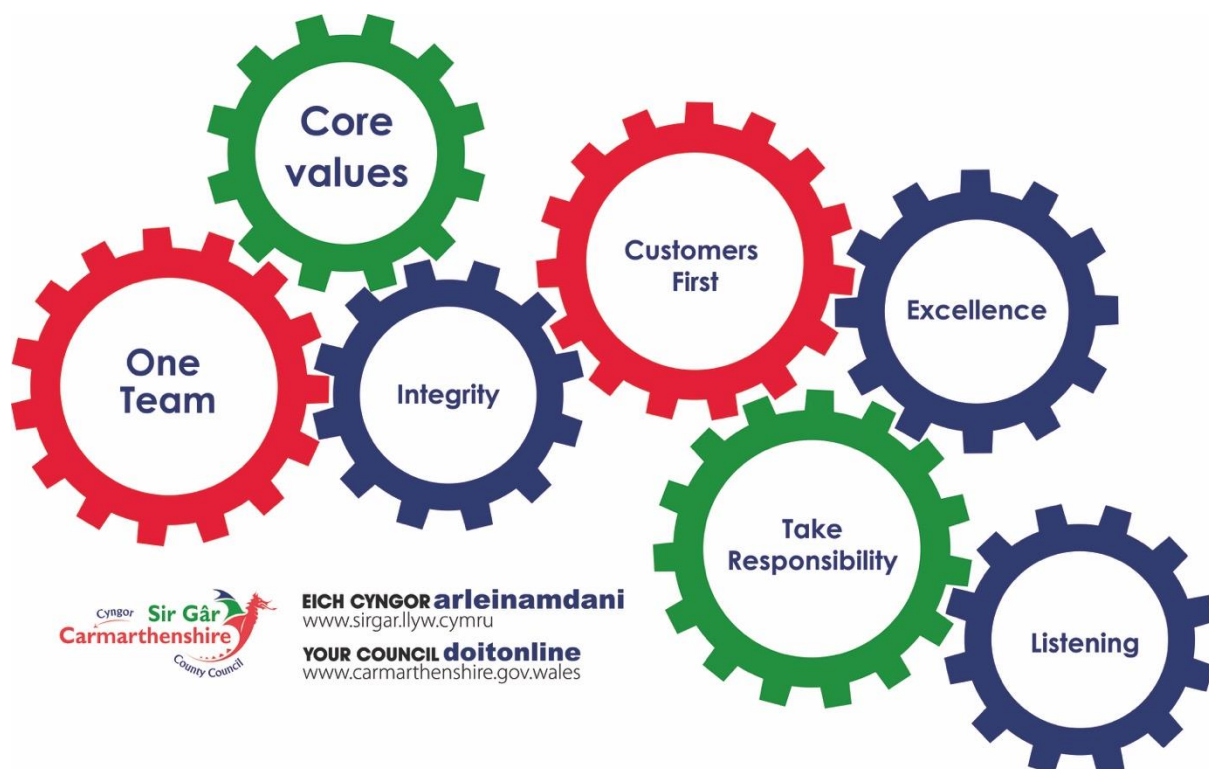 Core
values
One
Team
Integrity
Customers
First
Excellence
Take
Responsibility
Listening
Cyngor Sir Gâr
Carmarthenshire
County Council
EICH CYNGOR arleinamdani
www.sirgar.llyw.cymru
YOUR COUNCIL doitonline
www.carmarthenshire.gov.wales